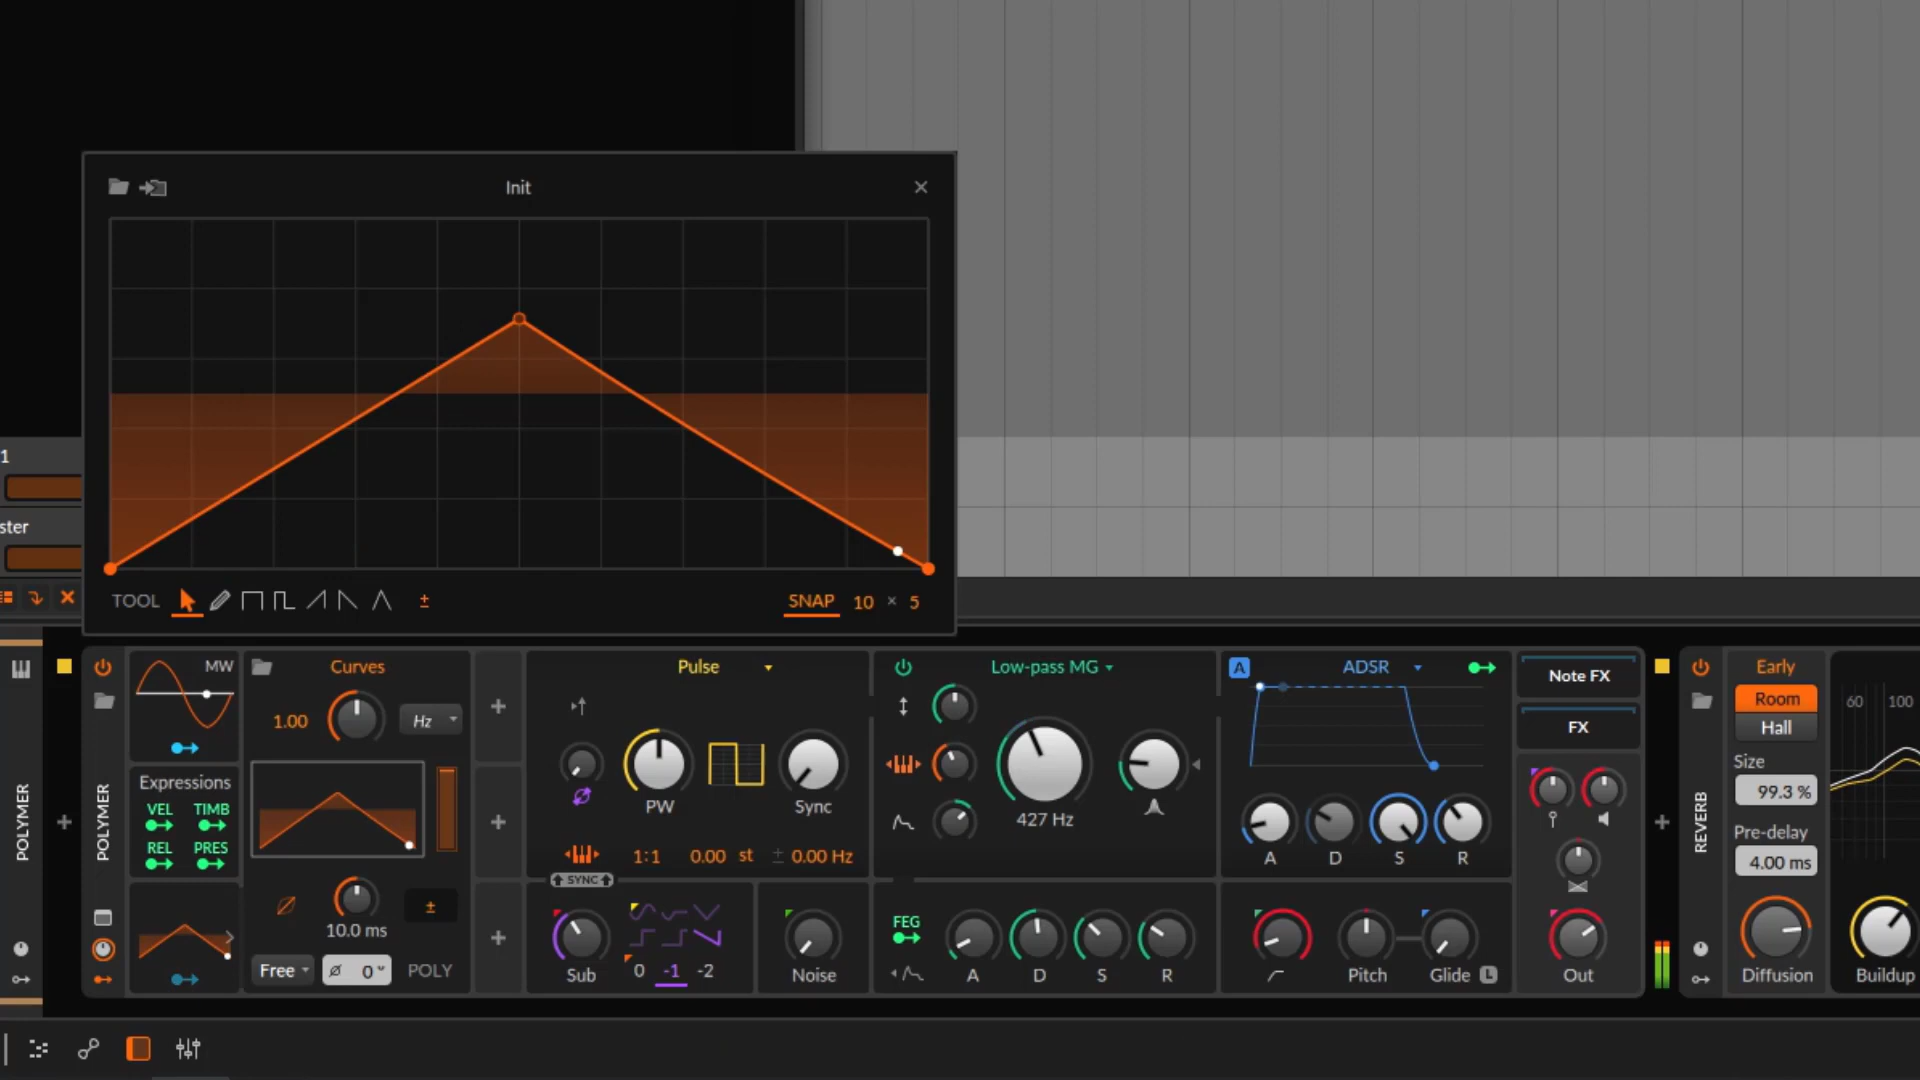 Init
1
ster
TOOL
SNAP 10 × 5
POLYMER
POLYMER
MW
Expressions
VEL TIMB
REL PRES
Curves
1.00 Hz
10.0 ms
±
Free ø 0° POLY
Pulse
PW
Sync
1:1 0.00 st ± 0.00 Hz
SYNC
Sub
0 -1 -2
Noise
Low-pass MG
427 Hz
FEG
A D S R
A ADSR
A D S R
Pitch
Glide L
Note FX
FX
Out
REVERB
Early
Room
Hall
Size
99.3 %
Pre-delay
4.00 ms
Diffusion
60 100
Buildup